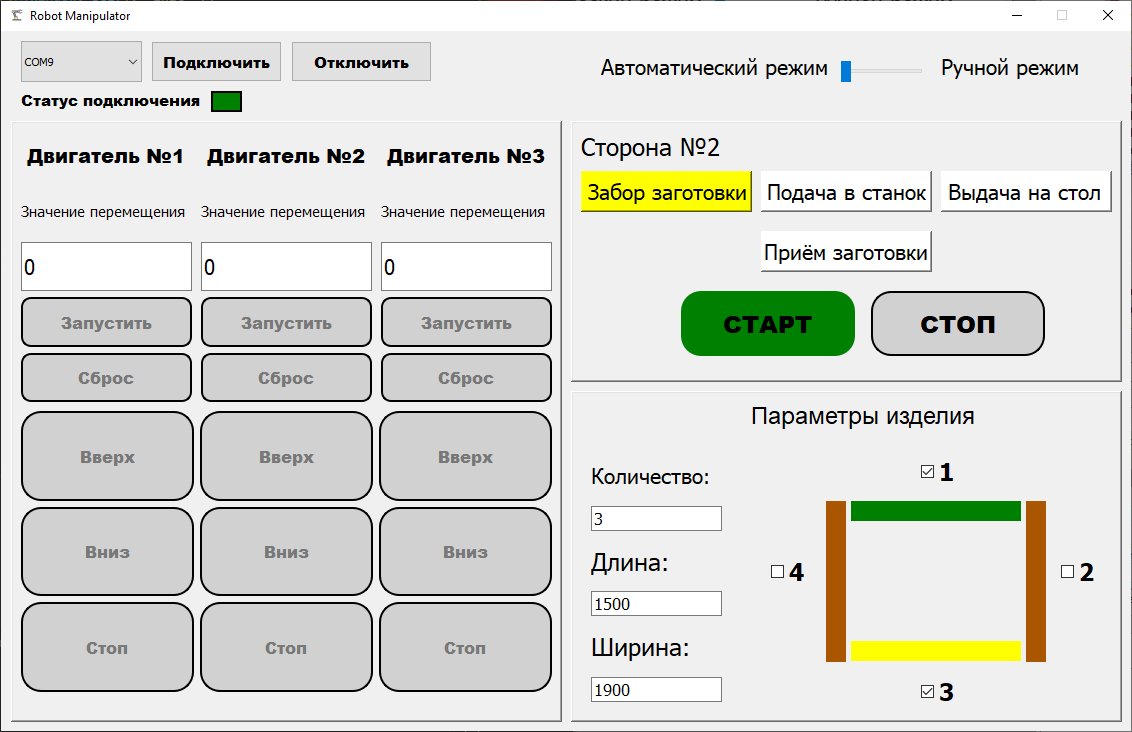 Robot Manipulator
COM9
Подключить
Отключить
Автоматический режим
Ручной режим
Статус подключения
Двигатель №1
Двигатель №2
Двигатель №3
Значение перемещения
Значение перемещения
Значение перемещения
0
0
0
Запустить
Запустить
Запустить
Сброс
Сброс
Сброс
Вверх
Вверх
Вверх
Вниз
Вниз
Вниз
Стоп
Стоп
Стоп
Сторона №2
Забор заготовки
Подача в станок
Выдача на стол
Приём заготовки
СТАРТ
СТОП
Параметры изделия
Количество:
3
Длина:
1500
Ширина:
1900
1
4
2
3